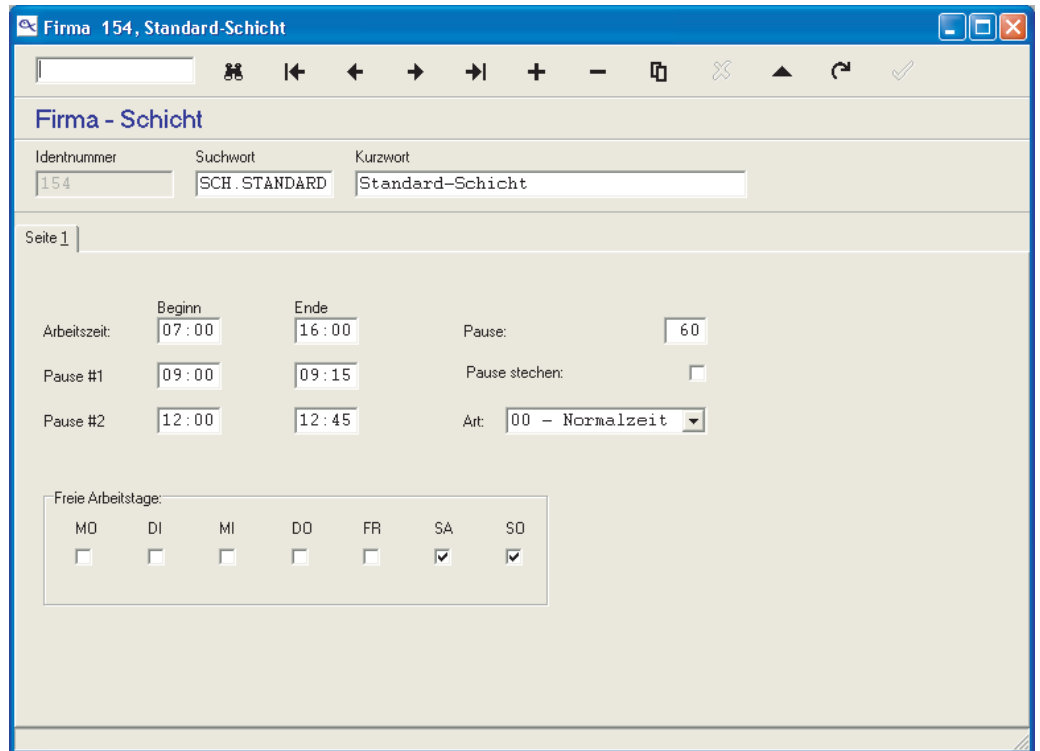 Firma 154, Standard-Schicht
Firma - Schicht
Identnummer Suchwort Kurzwort
154 SCH.STANDARD Standard-Schicht
Seite 1
Beginn Ende
Arbeitszeit: 07:00 16:00 Pause: 60
Pause #1 09:00 09:15 Pause stechen:
Pause #2 12:00 12:45 Art: 00 - Normalzeit
Freie Arbeitstage:
MO DI MI DO FR SA SO